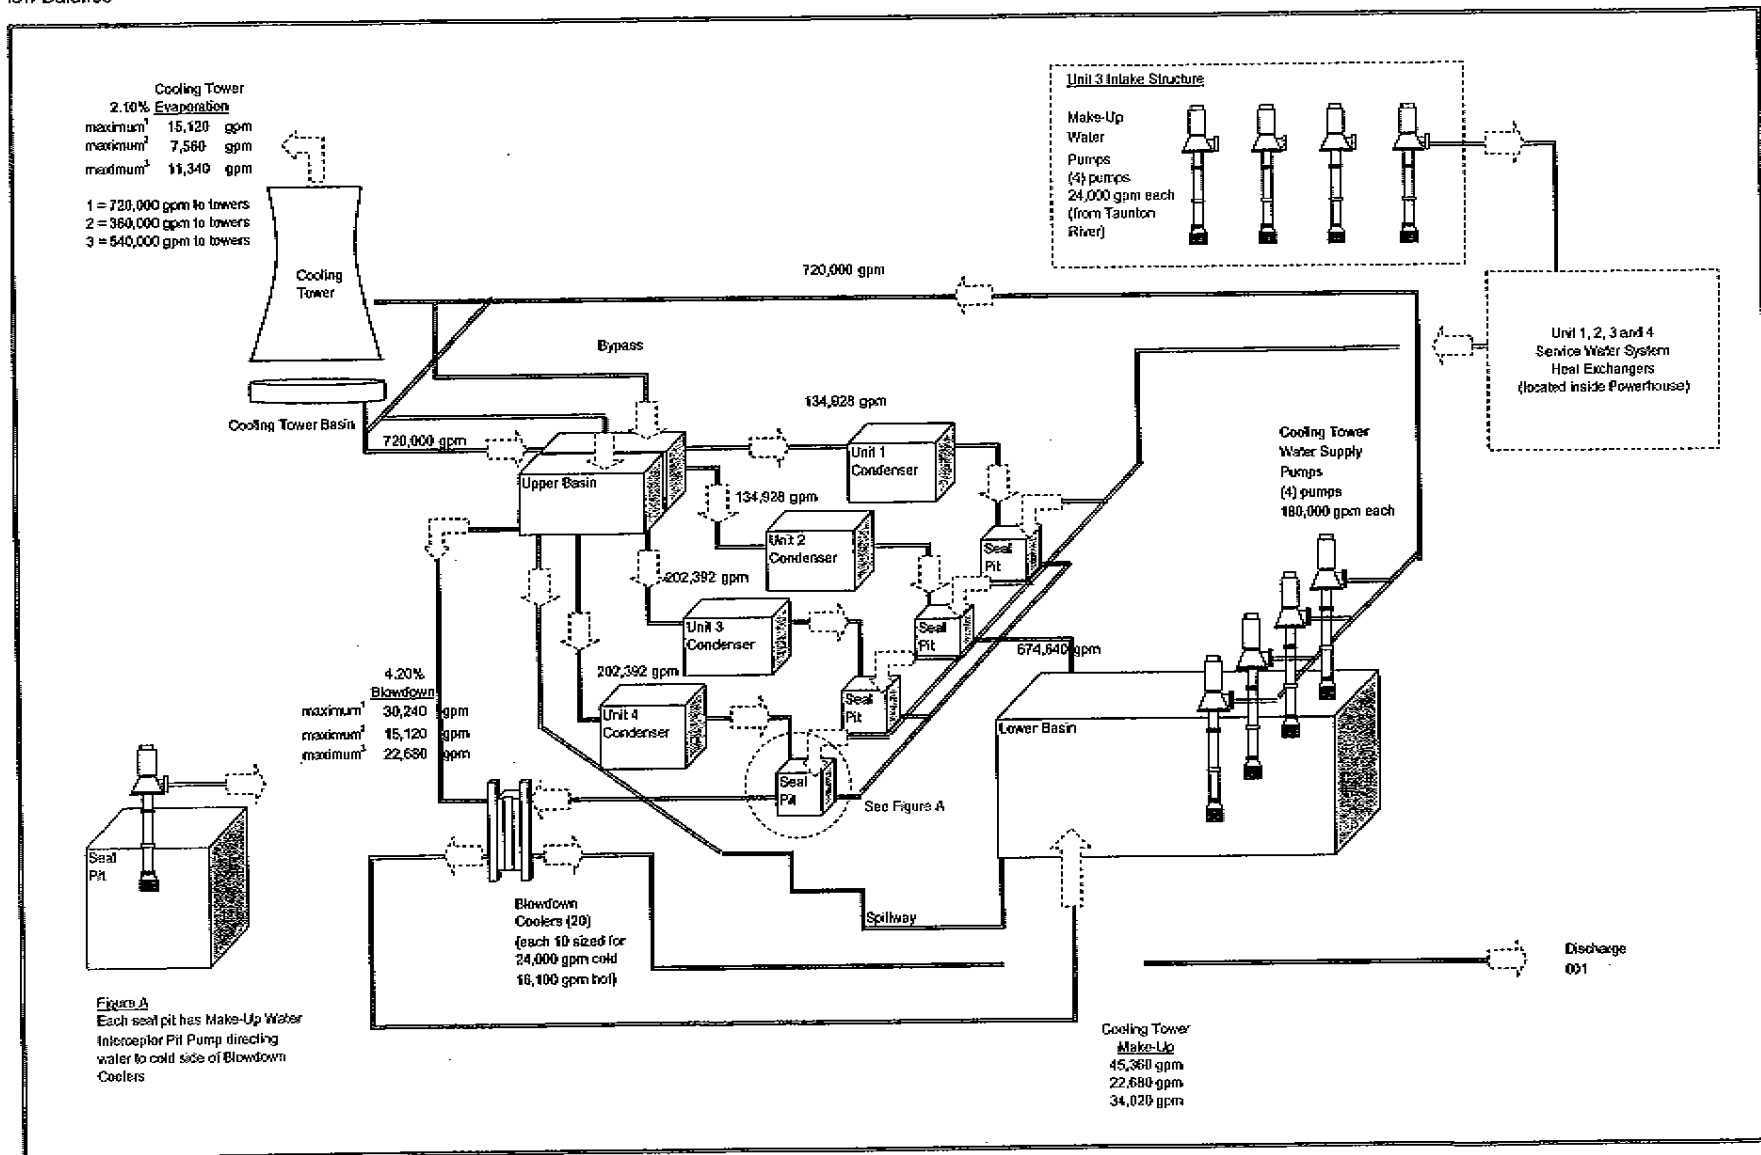 Cooling Tower
2.10% Evaporation
maximum1 15,120 gpm
maximum2 7,560 gpm
maximum3 11,340 gpm
1 = 720,000 gpm to towers
2 = 360,000 gpm to towers
3 = 540,000 gpm to towers
Cooling
Tower
Cooling Tower Basin
Unit 3 Intake Structure
Make-Up
Water
Pumps
(4) pumps
24,000 gpm each
(from Taunton
River)
720,000 gpm
Unit 1, 2, 3 and 4
Service Water System
Heat Exchangers
(located inside Powerhouse)
Bypass
134,928 gpm
720,000 gpm
Upper Basin
Unit 1
Condenser
134,928 gpm
Unit 2
Condenser
202,392 gpm
Unit 3
Condenser
202,392 gpm
Unit 4
Condenser
Seal
Pit
Seal
Pit
Seal
Pit
Seal
Pit
See Figure A
674,640 gpm
Cooling Tower
Water Supply
Pumps
(4) pumps
180,000 gpm each
Lower Basin
4.20%
Blowdown
maximum1 30,240 gpm
maximum2 15,120 gpm
maximum3 22,680 gpm
Seal
Pit
Figure A
Each seal pit has Make-Up Water
Interceptor Pit Pump directing
water to cold side of Blowdown
Coolers
Blowdown
Coolers (20)
(each 10 sized for
24,000 gpm cold
16,100 gpm hot)
Spillway
Discharge
001
Cooling Tower
Make-Up
45,360 gpm
22,680 gpm
34,020 gpm